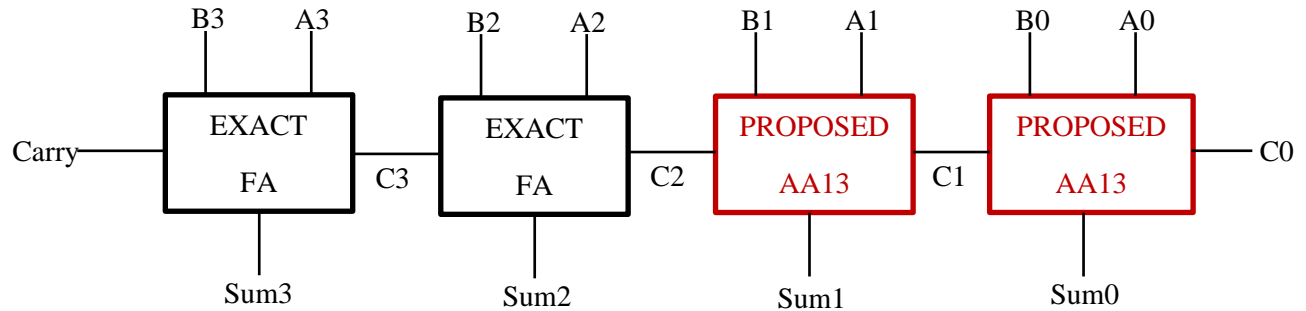 B3 A3 B2 A2 B1 A1 B0 A0
EXACT EXACT PROPOSED PROPOSED
Carry C3 C2 C1 C0
FA FA AA13 AA13
Sum3 Sum2 Sum1 Sum0